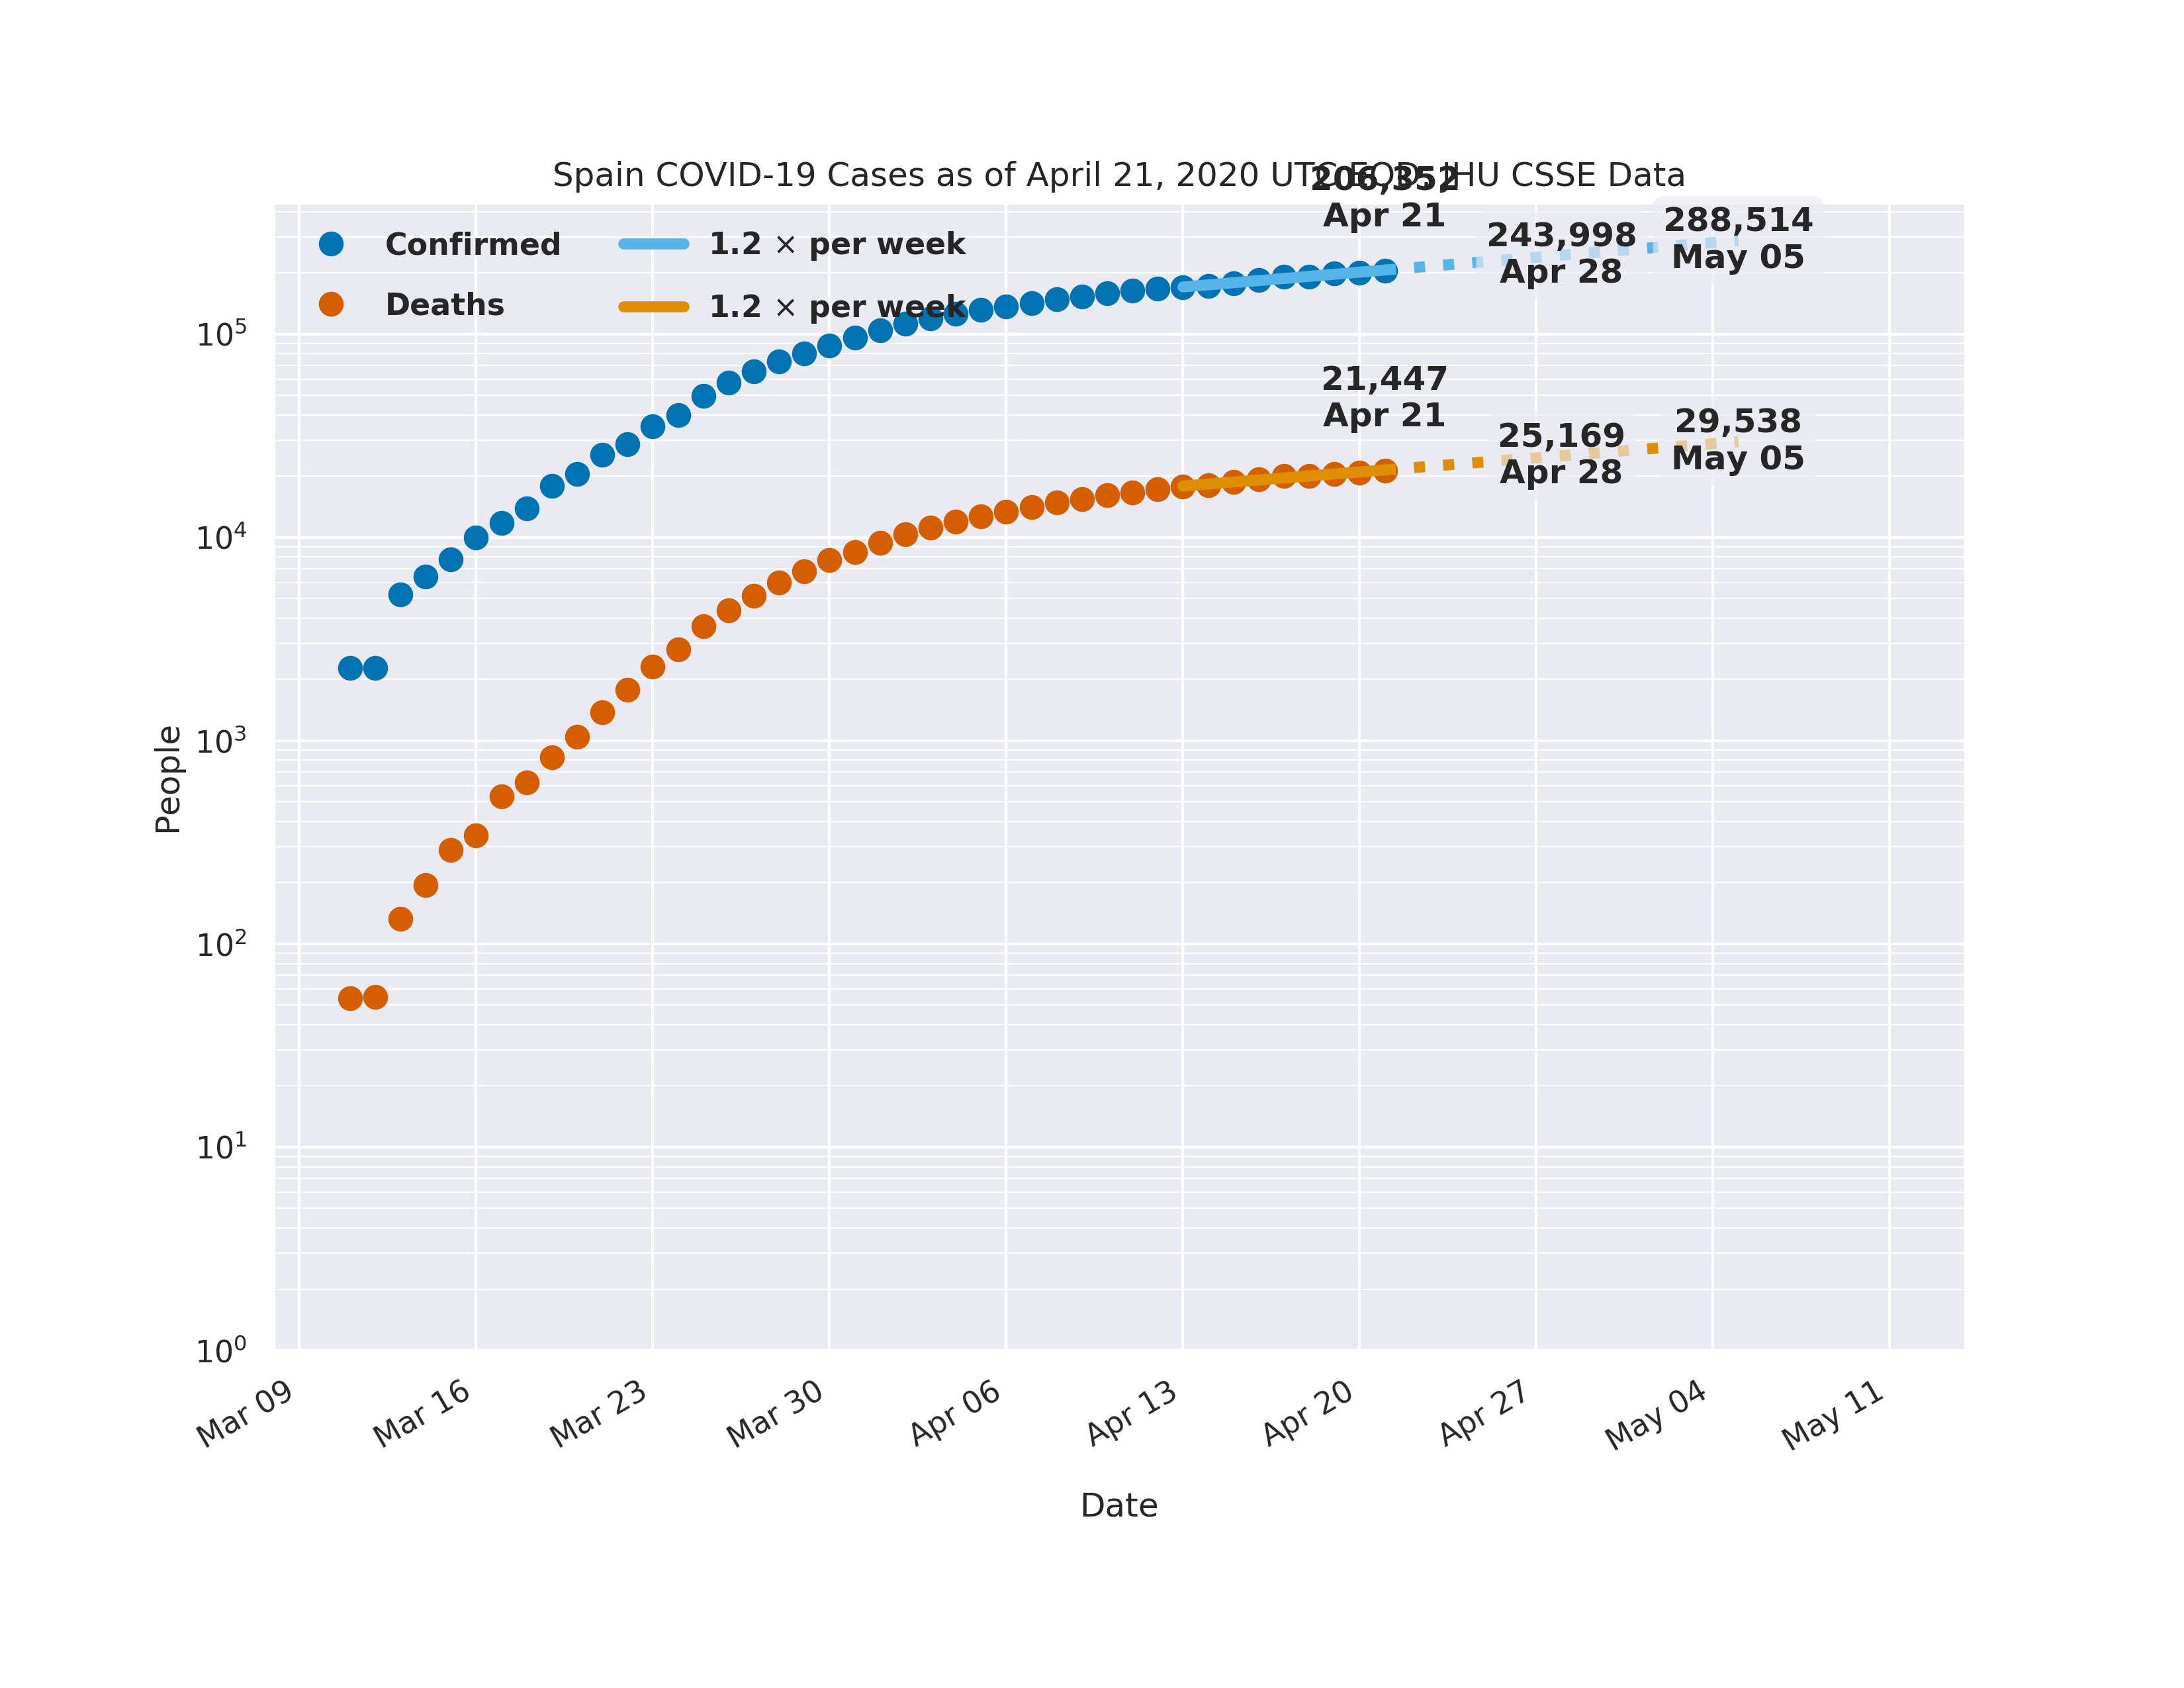 Spain COVID-19 Cases as of April 21, 2020 UTC EOD. JHU CSSE Data
206,352
Apr 21
243,998
Apr 28
288,514
May 05
Confirmed
Deaths
1.2 × per week
1.2 × per week
21,447
Apr 21
25,169
Apr 28
29,538
May 05
People
10⁵
10⁴
10³
10²
10¹
10⁰
Mar 09
Mar 16
Mar 23
Mar 30
Apr 06
Apr 13
Apr 20
Apr 27
May 04
May 11
Date